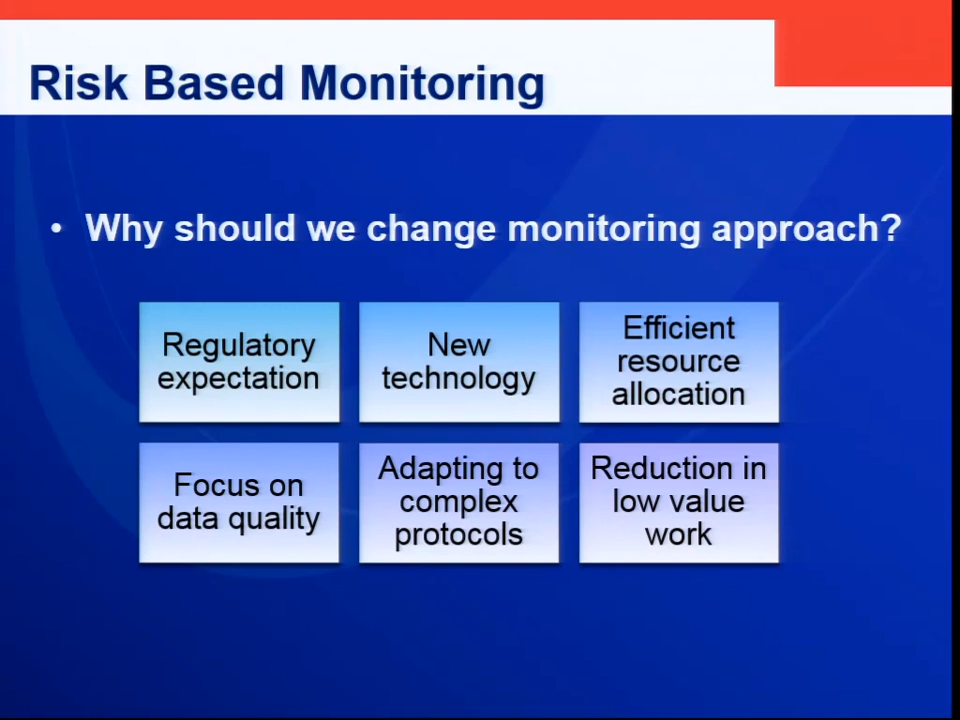 Risk Based Monitoring
• Why should we change monitoring approach?
Regulatory
expectation
New
technology
Efficient
resource
allocation
Focus on
data quality
Adapting to
complex
protocols
Reduction in
low value
work